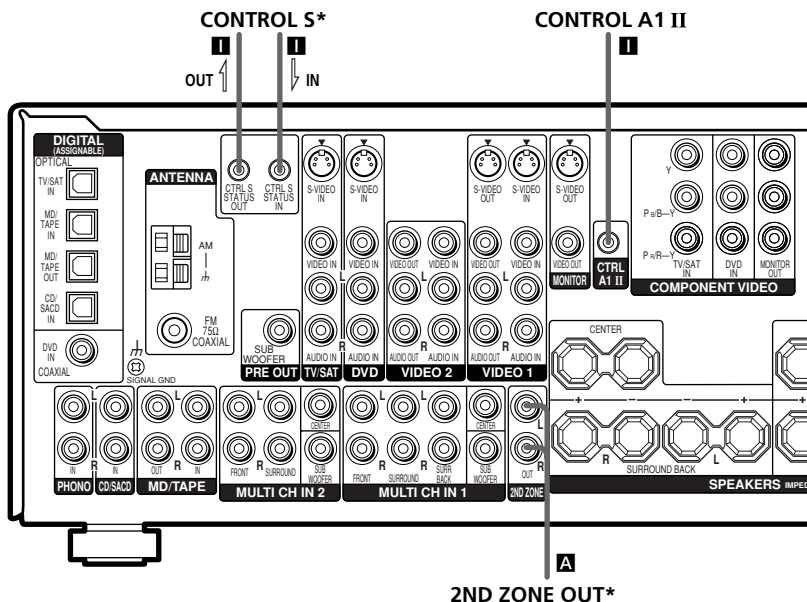 CONTROL S*
CONTROL A1 II
I
I
I
OUT
IN
DIGITAL
(ASSIGNABLE)
OPTICAL
TV/SAT
IN
MD/
TAPE
IN
MD/
TAPE
OUT
CD/
SACD
IN
DVD
IN
COAXIAL
ANTENNA
AM
FM
75Ω
COAXIAL
SIGNAL GND
CTRL S
STATUS
OUT
CTRL S
STATUS
IN
SUB
WOOFER
PRE OUT
S-VIDEO
IN
VIDEO IN
L
R
AUDIO IN
TV/SAT
S-VIDEO
IN
VIDEO IN
AUDIO IN
DVD
VIDEO OUT
VIDEO IN
L
R
AUDIO OUT
AUDIO IN
VIDEO 2
S-VIDEO
OUT
S-VIDEO
IN
VIDEO OUT
VIDEO IN
L
R
AUDIO OUT
AUDIO IN
VIDEO 1
S-VIDEO
OUT
VIDEO OUT
MONITOR
CTRL
A1 II
Y
PB/B—Y
PR/R—Y
TV/SAT
IN
DVD
IN
MONITOR
OUT
COMPONENT VIDEO
L
R
IN
PHONO
IN
CD/SACD
L
OUT
R
IN
MD/TAPE
L
FRONT
R
SURROUND
CENTER
SUB
WOOFER
MULTI CH IN 2
L
FRONT
SURROUND
R
SURR
BACK
CENTER
SUB
WOOFER
MULTI CH IN 1
L
R
OUT
2ND ZONE
CENTER
+
–
–
+
+
R
L
SURROUND BACK
SPEAKERS IMPED
A
2ND ZONE OUT*